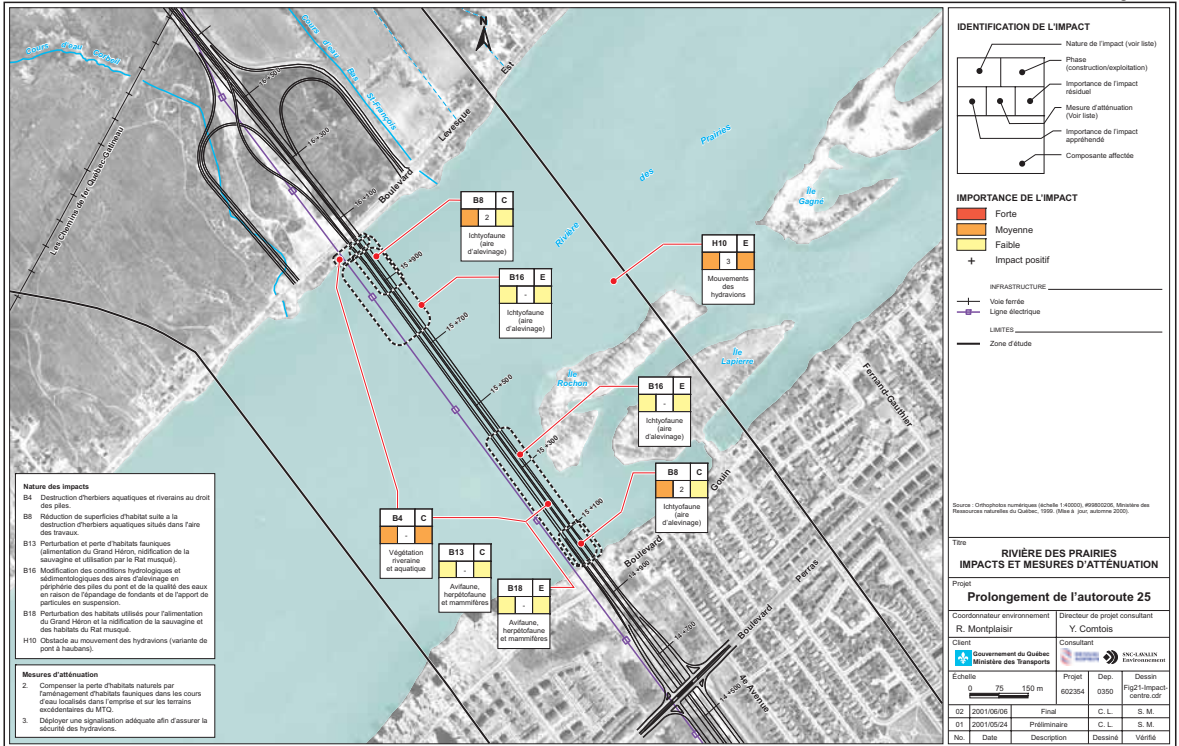 Cours d'eau Corbeil
Les Chemins de fer Québec-Gatineau
Cours d'eau Bas St-François
N
Boulevard Lévesque Est
16+500
16+300
16+100
15+900
15+700
15+500
15+300
15+100
14+900
14+700
14+500
Rivière des Prairies
Île
Gagné
Île
Rochon
Île
Lapierre
Boulevard Gouin
Boulevard Perras
4e Avenue
Fernand-Gauthier
B8 C
2
Ichtyofaune
(aire
d'alevinage)
B16 E
-
Ichtyofaune
(aire
d'alevinage)
H10 E
3
Mouvements
des
hydravions
B16 E
-
Ichtyofaune
(aire
d'alevinage)
B8 C
2
Ichtyofaune
(aire
d'alevinage)
B4 C
-
Végétation
riveraine
et aquatique
B13 C
-
Avifaune,
herpétofaune
et mammifères
B18 E
-
Avifaune,
herpétofaune
et mammifères
Nature des impacts
B4 Destruction d'herbiers aquatiques et riverains au droit
des piles.
B8 Réduction de superficies d'habitat suite a la
destruction d'herbiers aquatiques situés dans l'aire
des travaux.
B13 Perturbation et perte d'habitats fauniques
(alimentation du Grand Héron, nidification de la
sauvagine et utilisation par le Rat musqué).
B16 Modification des conditions hydrologiques et
sédimentologiques des aires d'alevinage en
périphérie des piles du pont et de la qualité des eaux
en raison de l'épandage de fondants et de l'apport de
particules en suspension.
B18 Perturbation des habitats utilisés pour l'alimentation
du Grand Héron et la nidification de la sauvagine et
des habitats du Rat musqué.
H10 Obstacle au mouvement des hydravions (variante de
pont à haubans).
Mesures d'atténuation
2. Compenser la perte d'habitats naturels par
l'aménagement d'habitats fauniques dans les cours
d'eau localisés dans l'emprise et sur les terrains
excédentaires du MTQ.
3. Déployer une signalisation adéquate afin d'assurer la
sécurité des hydravions.
IDENTIFICATION DE L'IMPACT
Nature de l'impact (voir liste)
Phase
(construction/exploitation)
Importance de l'impact
résiduel
Mesure d'atténuation
(Voir liste)
Importance de l'impact
appréhendé
Composante affectée
IMPORTANCE DE L'IMPACT
Forte
Moyenne
Faible
+ Impact positif
INFRASTRUCTURE
Voie ferrée
Ligne électrique
LIMITES
Zone d'étude
Source : Orthophotos numériques (échelle 1:40000), #99800206, Ministère des
Ressources naturelles du Québec, 1999. (Mise à jour, automne 2000).
Titre
RIVIÈRE DES PRAIRIES
IMPACTS ET MESURES D'ATTÉNUATION
Projet
Prolongement de l'autoroute 25
Coordonnateur environnement Directeur de projet consultant
R. Montplaisir Y. Comtois
Client Consultant
Gouvernement du Québec
Ministère des Transports
SNC-LAVALIN
Environnement
Échelle Projet Dep. Dessin
0 75 150 m 602354 0350 Fig21-Impact-
centre.cdr
02 2001/06/06 Final C. L. S. M.
01 2001/05/24 Préliminaire C. L. S. M.
No. Date Description Dessiné Vérifié